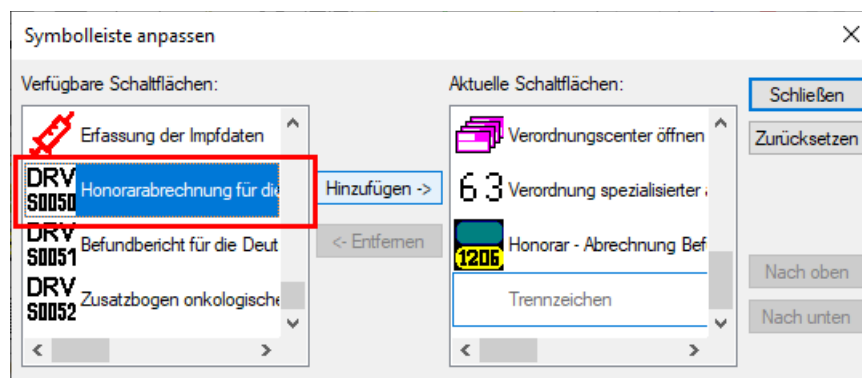 Symbolleiste anpassen
Verfügbare Schaltflächen:
Aktuelle Schaltflächen:
Erfassung der Impfdaten
DRV S0050 Honorarabrechnung für die
DRV S0051 Befundbericht für die Deut
DRV S0052 Zusatzbogen onkologische
Hinzufügen ->
<- Entfernen
Verordnungscenter öffnen
6 3 Verordnung spezialisierter
1206 Honorar - Abrechnung Bef
Trennzeichen
Schließen
Zurücksetzen
Nach oben
Nach unten